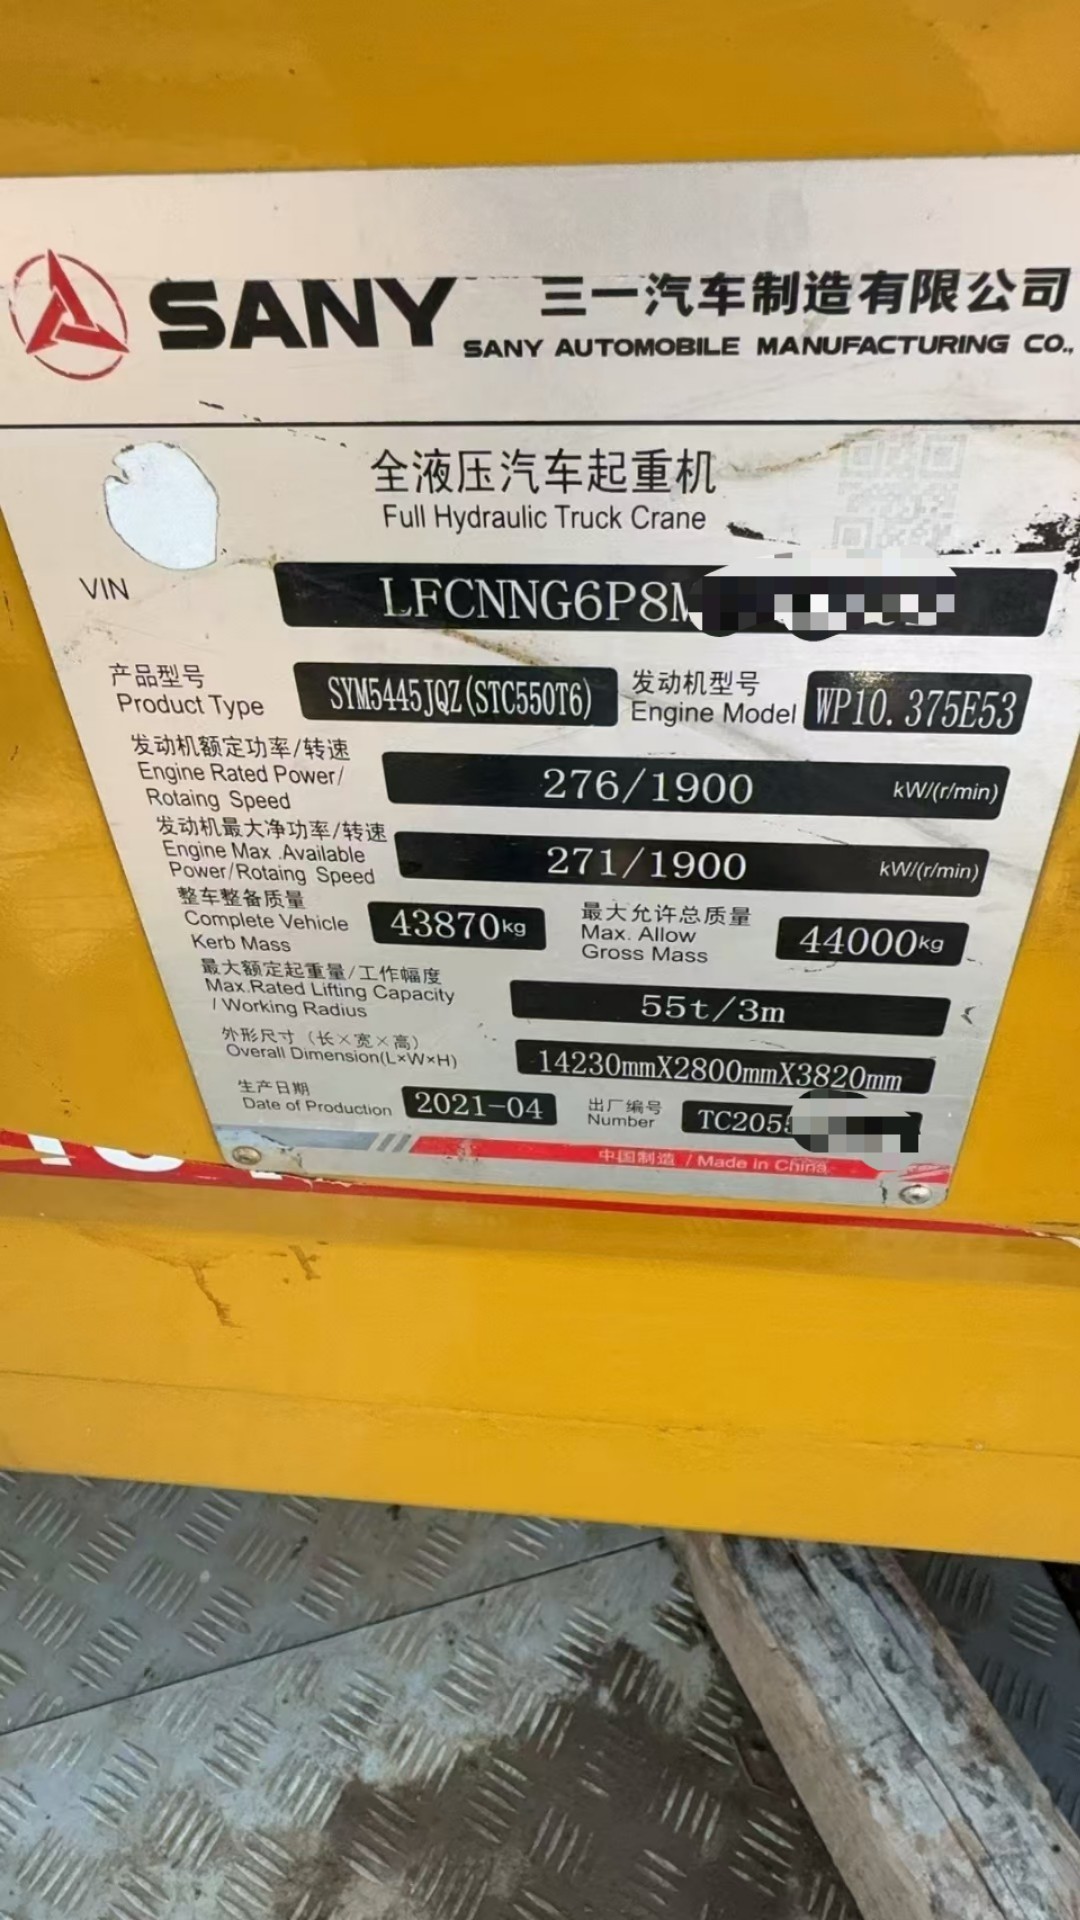 SANY 三一汽车制造有限公司
SANY AUTOMOBILE MANUFACTURING CO.,
全液压汽车起重机
Full Hydraulic Truck Crane
VIN LFCNNG6P8M
产品型号
Product Type SYM5445JQZ(STC550T6)
发动机型号
Engine Model WP10.375E53
发动机额定功率/转速
Engine Rated Power/
Rotaing Speed
276/1900 kW/(r/min)
发动机最大净功率/转速
Engine Max .Available
Power/Rotaing Speed
271/1900 kW/(r/min)
整车整备质量
Complete Vehicle
Kerb Mass
43870kg
最大允许总质量
Max. Allow
Gross Mass
44000kg
最大额定起重量/工作幅度
Max.Rated Lifting Capacity
/ Working Radius
55t/3m
外形尺寸（长×宽×高）
Overall Dimension(L×W×H)
14230mmX2800mmX3820mm
生产日期
Date of Production 2021-04
出厂编号
Number TC205
中国制造 / Made In China